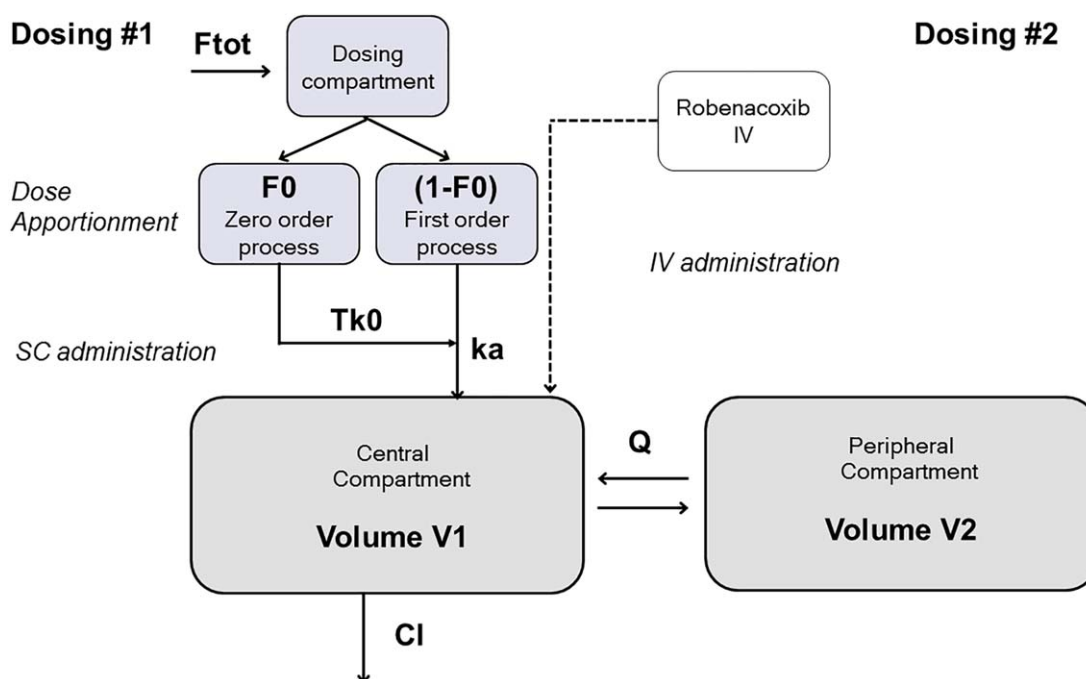 Dosing #1
Ftot
Dosing
compartment
Dosing #2
Robenacoxib
IV
Dose
Apportionment
F0
Zero order
process
(1-F0)
First order
process
IV administration
Tk0
SC administration
ka
Central
Compartment
Volume V1
Q
Peripheral
Compartment
Volume V2
Cl